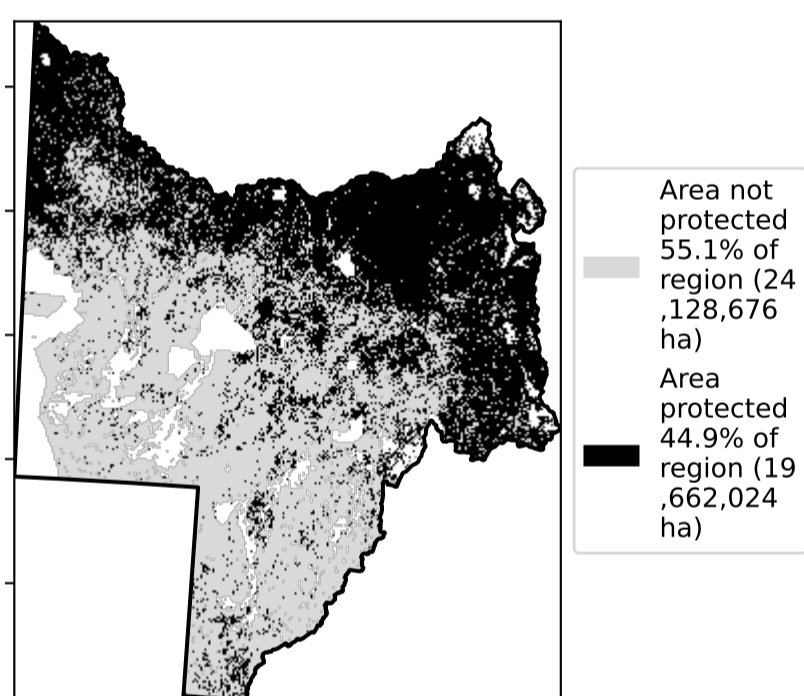 Area not
protected
55.1% of
region (24
,128,676
ha)
Area
protected
44.9% of
region (19
,662,024
ha)